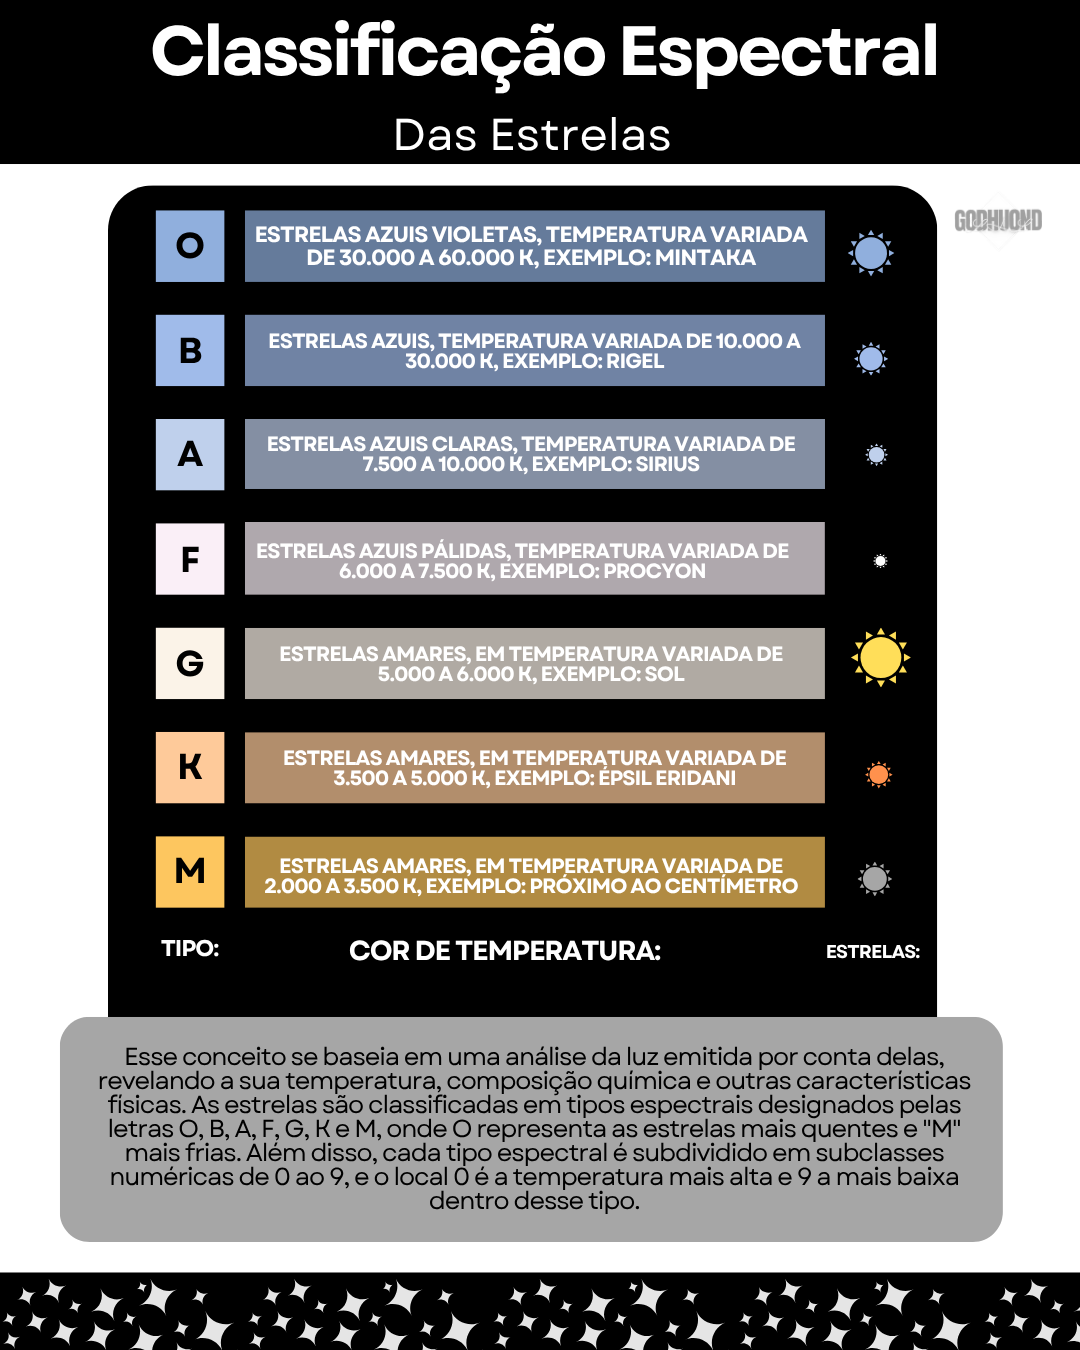 Classificação Espectral
Das Estrelas
GODHUOND
O
ESTRELAS AZUIS VIOLETAS, TEMPERATURA VARIADA
DE 30.000 A 60.000 K, EXEMPLO: MINTAKA
B
ESTRELAS AZUIS, TEMPERATURA VARIADA DE 10.000 A
30.000 K, EXEMPLO: RIGEL
A
ESTRELAS AZUIS CLARAS, TEMPERATURA VARIADA DE
7.500 A 10.000 K, EXEMPLO: SIRIUS
F
ESTRELAS AZUIS PÁLIDAS, TEMPERATURA VARIADA DE
6.000 A 7.500 K, EXEMPLO: PROCYON
G
ESTRELAS AMARES, EM TEMPERATURA VARIADA DE
5.000 A 6.000 K, EXEMPLO: SOL
K
ESTRELAS AMARES, EM TEMPERATURA VARIADA DE
3.500 A 5.000 K, EXEMPLO: ÉPSIL ERIDANI
M
ESTRELAS AMARES, EM TEMPERATURA VARIADA DE
2.000 A 3.500 K, EXEMPLO: PRÓXIMO AO CENTÍMETRO
TIPO:
COR DE TEMPERATURA:
ESTRELAS:
Esse conceito se baseia em uma análise da luz emitida por conta delas,
revelando a sua temperatura, composição química e outras características
físicas. As estrelas são classificadas em tipos espectrais designados pelas
letras O, B, A, F, G, K e M, onde O representa as estrelas mais quentes e "M"
mais frias. Além disso, cada tipo espectral é subdividido em subclasses
numéricas de 0 ao 9, e o local 0 é a temperatura mais alta e 9 a mais baixa
dentro desse tipo.